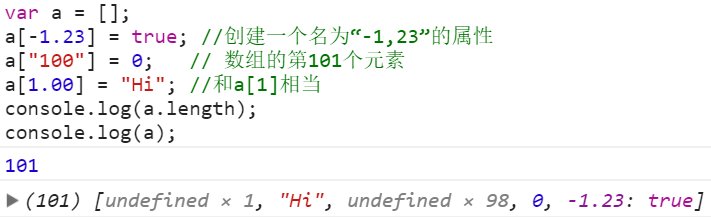 var a = [];
a[-1.23] = true; //创建一个名为“-1,23”的属性
a["100"] = 0;   // 数组的第101个元素
a[1.00] = "Hi"; //和a[1]相当
console.log(a.length);
console.log(a);
101
▶(101) [undefined × 1, "Hi", undefined × 98, 0, -1.23: true]